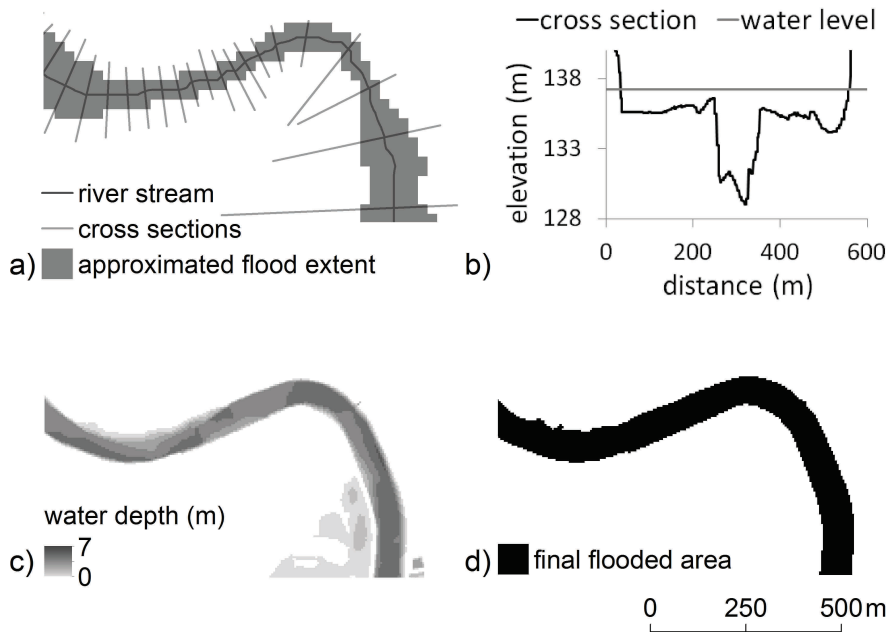 river stream
cross sections
a) approximated flood extent
cross section water level
elevation (m)
138
133
128
0 200 400 600
distance (m)
b)
water depth (m)
7
0
c)
d) final flooded area
0 250 500 m